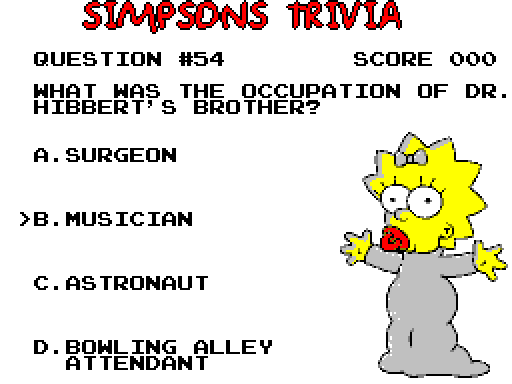 SIMPSONS TRIVIA
QUESTION #54 SCORE 000
WHAT WAS THE OCCUPATION OF DR.
HIBBERT'S BROTHER?
A.SURGEON
>B.MUSICIAN
C.ASTRONAUT
D.BOWLING ALLEY
ATTENDANT